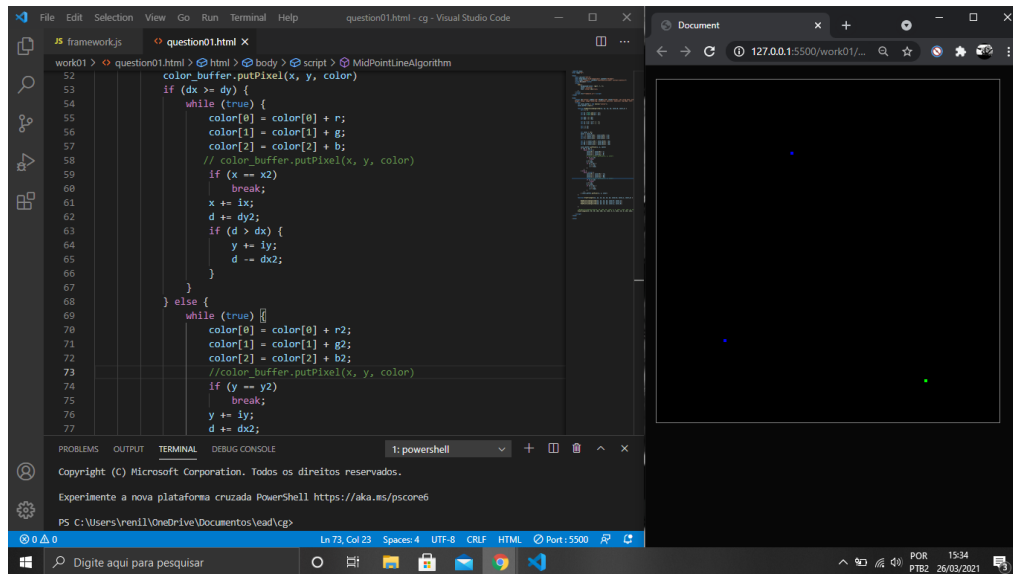 File Edit Selection View Go Run Terminal Help question01.html - cg - Visual Studio Code
JS framework.js <> question01.html
work01 > <> question01.html > html > body > script > MidPointLineAlgorithm
52 color_buffer.putPixel(x, y, color)
53 if (dx >= dy) {
54 while (true) {
55 color[0] = color[0] + r;
56 color[1] = color[1] + g;
57 color[2] = color[2] + b;
58 // color_buffer.putPixel(x, y, color)
59 if (x == x2)
60 break;
61 x += ix;
62 d += dy2;
63 if (d > dx) {
64 y += iy;
65 d -= dx2;
66 }
67 }
68 } else {
69 while (true) {
70 color[0] = color[0] + r2;
71 color[1] = color[1] + g2;
72 color[2] = color[2] + b2;
73 //color_buffer.putPixel(x, y, color)
74 if (y == y2)
75 break;
76 y += iy;
77 d += dx2;
PROBLEMS OUTPUT TERMINAL DEBUG CONSOLE 1: powershell
Copyright (C) Microsoft Corporation. Todos os direitos reservados.
Experimente a nova plataforma cruzada PowerShell https://aka.ms/pscore6
PS C:\Users\renil\OneDrive\Documentos\ead\cg>
0 0 Ln 73, Col 23 Spaces: 4 UTF-8 CRLF HTML Port : 5500
Document
127.0.0.1:5500/work01/...
Digite aqui para pesquisar
POR 15:34
PTB2 26/03/2021
3